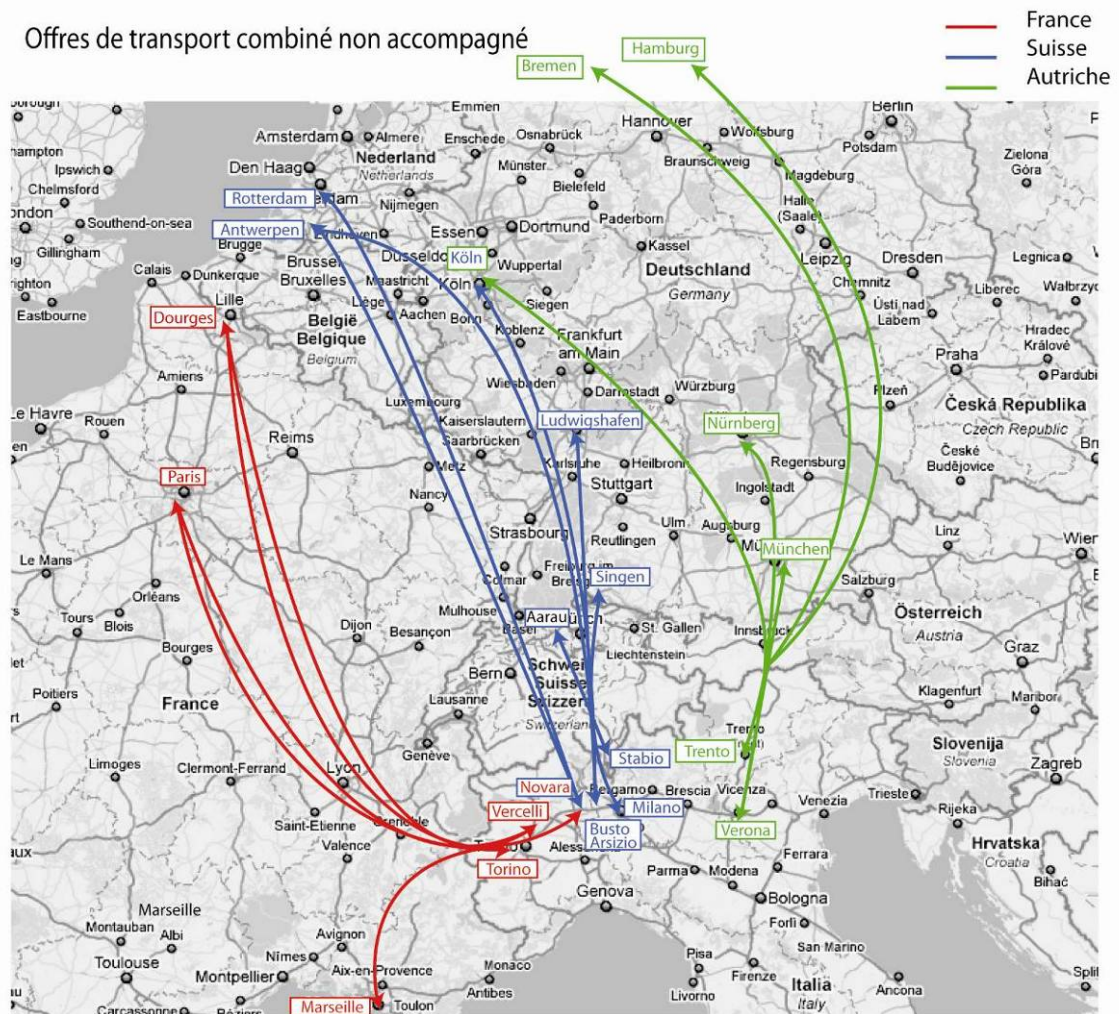 Offres de transport combiné non accompagné
France
Suisse
Autriche
Bremen
Hamburg
Emmen
Hannover
Berlin
Amsterdam
Almere
Enschede
Osnabrück
Wolfsburg
Potsdam
Nederland
Netherlands
Braunschweig
Zielona
Góra
Ipswich
Den Haag
Münster
Magdeburg
Chelmsford
Rotterdam
Nijmegen
Bielefeld
Halle
(Saale)
Southend-on-sea
Antwerpen
Eindhoven
Essen
Dortmund
Paderborn
Gillingham
Brugge
Köln
Kassel
Leipzig
Dresden
Legnica
Calais
Dunkerque
Bruxelles
Maastricht
Wuppertal
Deutschland
Germany
Chemnitz
Liberec
Eastbourne
Lille
Liège
Aachen
Köln
Bonn
Siegen
Ústí nad
Labem
Dourges
België
Belgique
Belgium
Koblenz
Frankfurt
am Main
Hradec
Králové
Praha
Amiens
Wiesbaden
Darmstadt
Würzburg
Plzeň
Le Havre
Rouen
Luxembourg
Kaiserslautern
Ludwigshafen
Nürnberg
Česká Republika
Czech Republic
Reims
Saarbrücken
Metz
Karlsruhe
Heilbronn
Regensburg
České
Budějovice
Paris
Nancy
Stuttgart
Ingolstadt
Strasbourg
Reutlingen
Ulm
Augsburg
München
Linz
Le Mans
Colmar
Singen
Salzburg
Orléans
Mulhouse
Aarau
Tours
Blois
Dijon
Besançon
Basel
St. Gallen
Innsbruck
Österreich
Austria
Bourges
Bern
Schweiz
Suisse
Svizzera
Switzerland
Liechtenstein
Graz
Poitiers
France
Lausanne
Klagenfurt
Maribor
Genève
Stabio
Trento
Trento
Slovenija
Slovenia
Limoges
Clermont-Ferrand
Lyon
Zagreb
Novara
Bergamo
Brescia
Vicenza
Venezia
Trieste
Rijeka
Saint-Etienne
Grenoble
Vercelli
Milano
Verona
Valence
Busto
Arsizio
Hrvatska
Croatia
Torino
Parma
Modena
Ferrara
Bihać
Genova
Bologna
Marseille
Forlì
Montauban
Albi
Avignon
San Marino
Toulouse
Nîmes
Aix-en-Provence
Monaco
Pisa
Montpellier
Antibes
Livorno
Firenze
Italia
Italy
Ancona
Marseille
Toulon
Carcassonne
Béziers